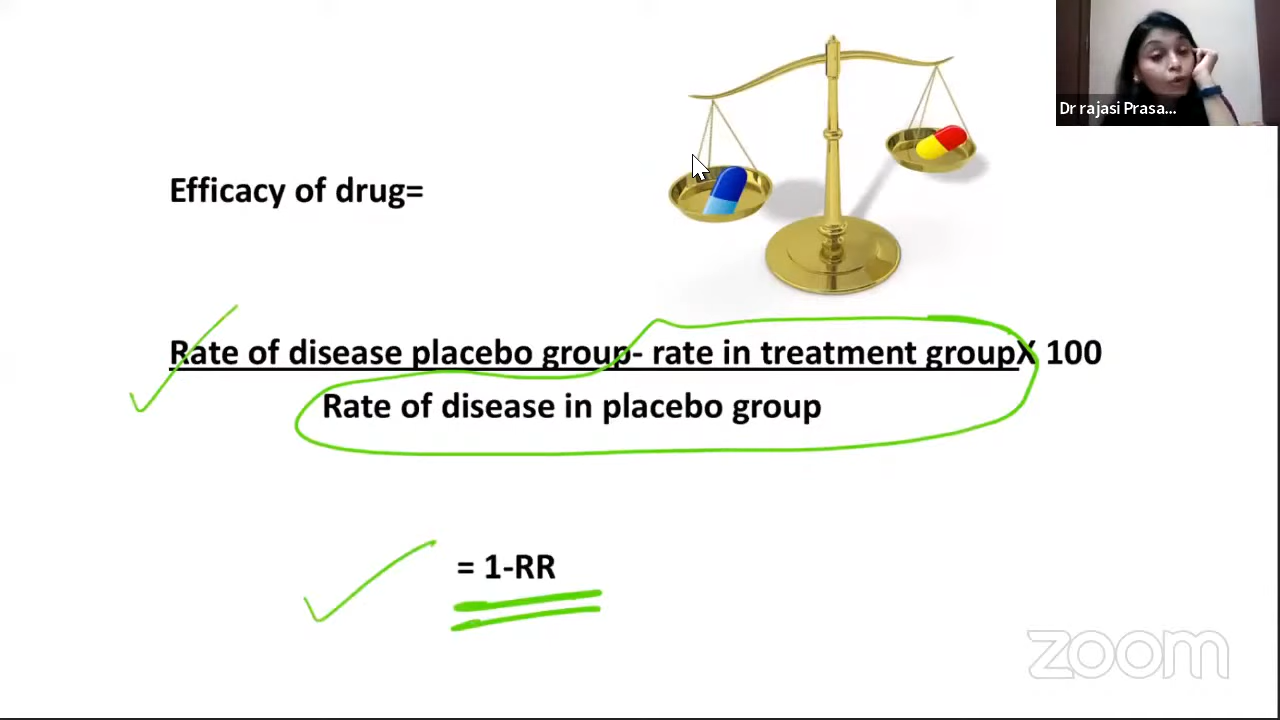 Dr rajasi Prasa...
Efficacy of drug=
Rate of disease placebo group- rate in treatment groupX 100
Rate of disease in placebo group
= 1-RR
zoom